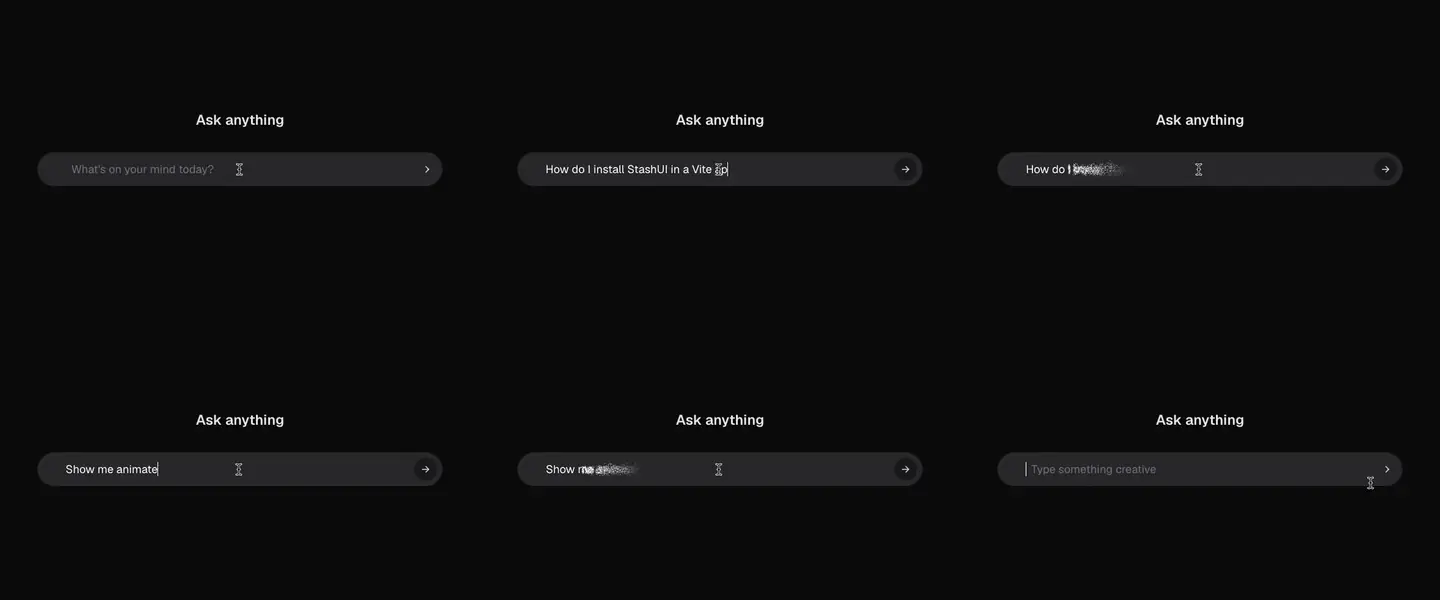 Ask anything
What's on your mind today?
Ask anything
How do I install StashUI in a Vite
Ask anything
How do I
Ask anything
Show me animate
Ask anything
Show
Ask anything
Type something creative